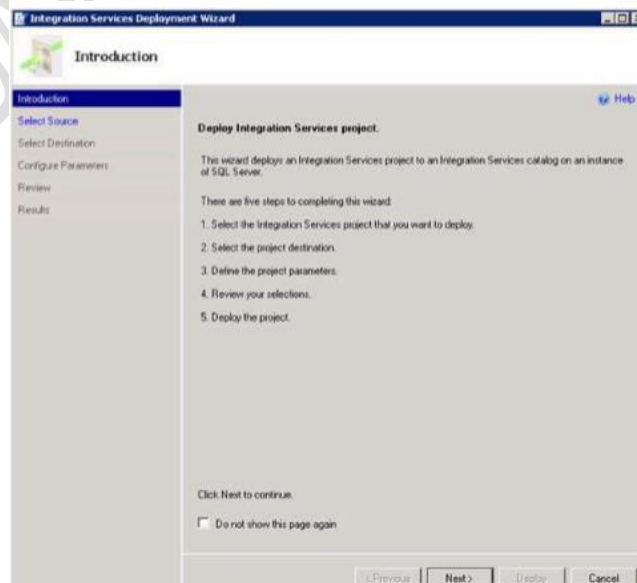 Integration Services Deployment Wizard
Introduction
Introduction
Help
Select Source
Select Destination
Configure Parameters
Review
Results
Deploy Integration Services project.
This wizard deploys an Integration Services project to an Integration Services catalog on an instance
of SQL Server.
There are five steps to completing this wizard:
1. Select the Integration Services project that you want to deploy.
2. Select the project destination.
3. Define the project parameters.
4. Review your selections.
5. Deploy the project.
Click Next to continue.
Do not show this page again
< Previous
Next >
Deploy
Cancel